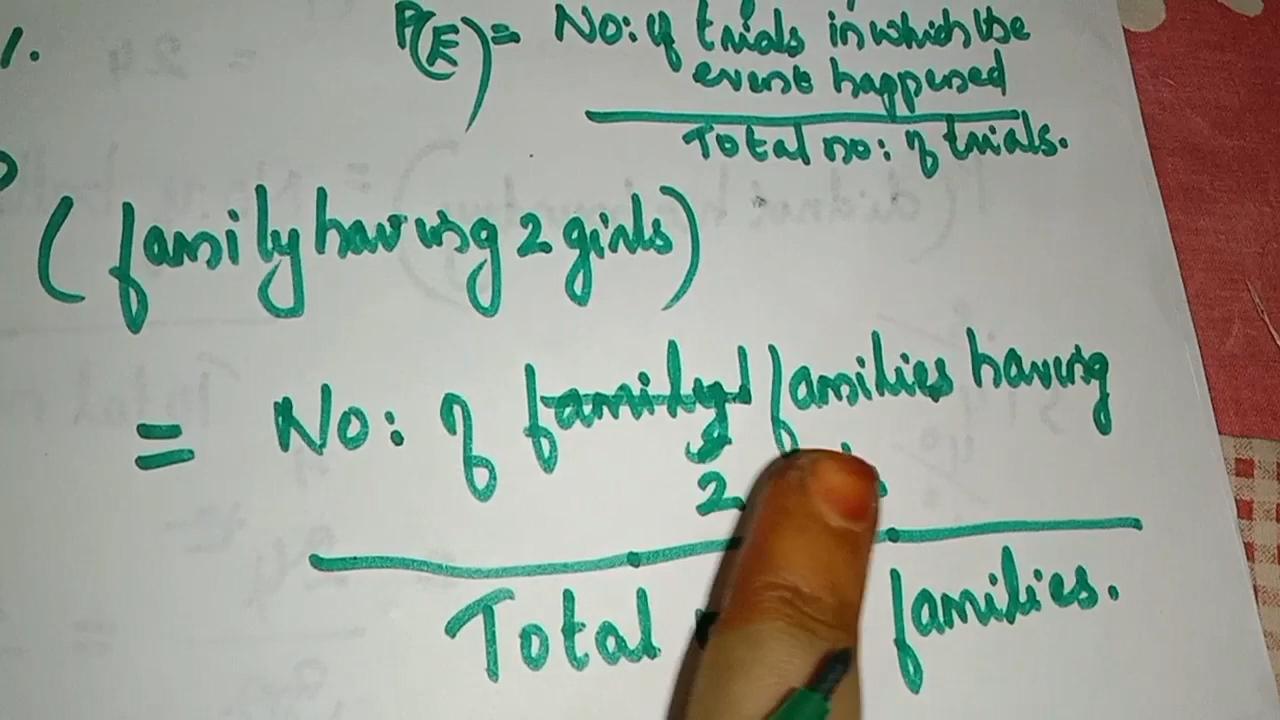 1.
P(E) = No: of trials in which the
event happened
Total no: of trials.
(family having 2 girls)
= No: of family families having
2
Total families.